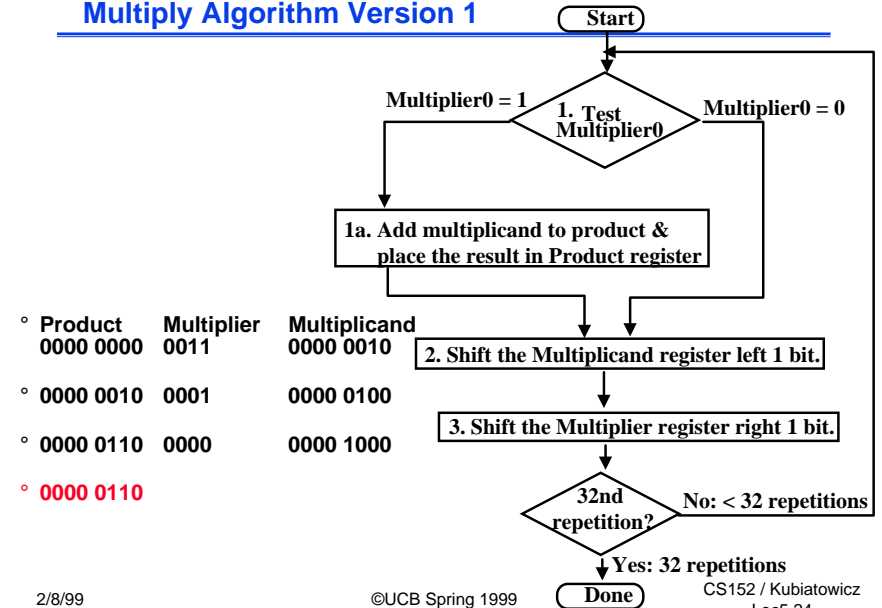 Multiply Algorithm Version 1
Start
Multiplier0 = 1
1. Test
Multiplier0
Multiplier0 = 0
1a. Add multiplicand to product &
place the result in Product register
° Product Multiplier Multiplicand
0000 0000 0011 0000 0010
° 0000 0010 0001 0000 0100
° 0000 0110 0000 0000 1000
° 0000 0110
2. Shift the Multiplicand register left 1 bit.
3. Shift the Multiplier register right 1 bit.
32nd
repetition?
No: < 32 repetitions
Yes: 32 repetitions
Done
2/8/99
©UCB Spring 1999
CS152 / Kubiatowicz